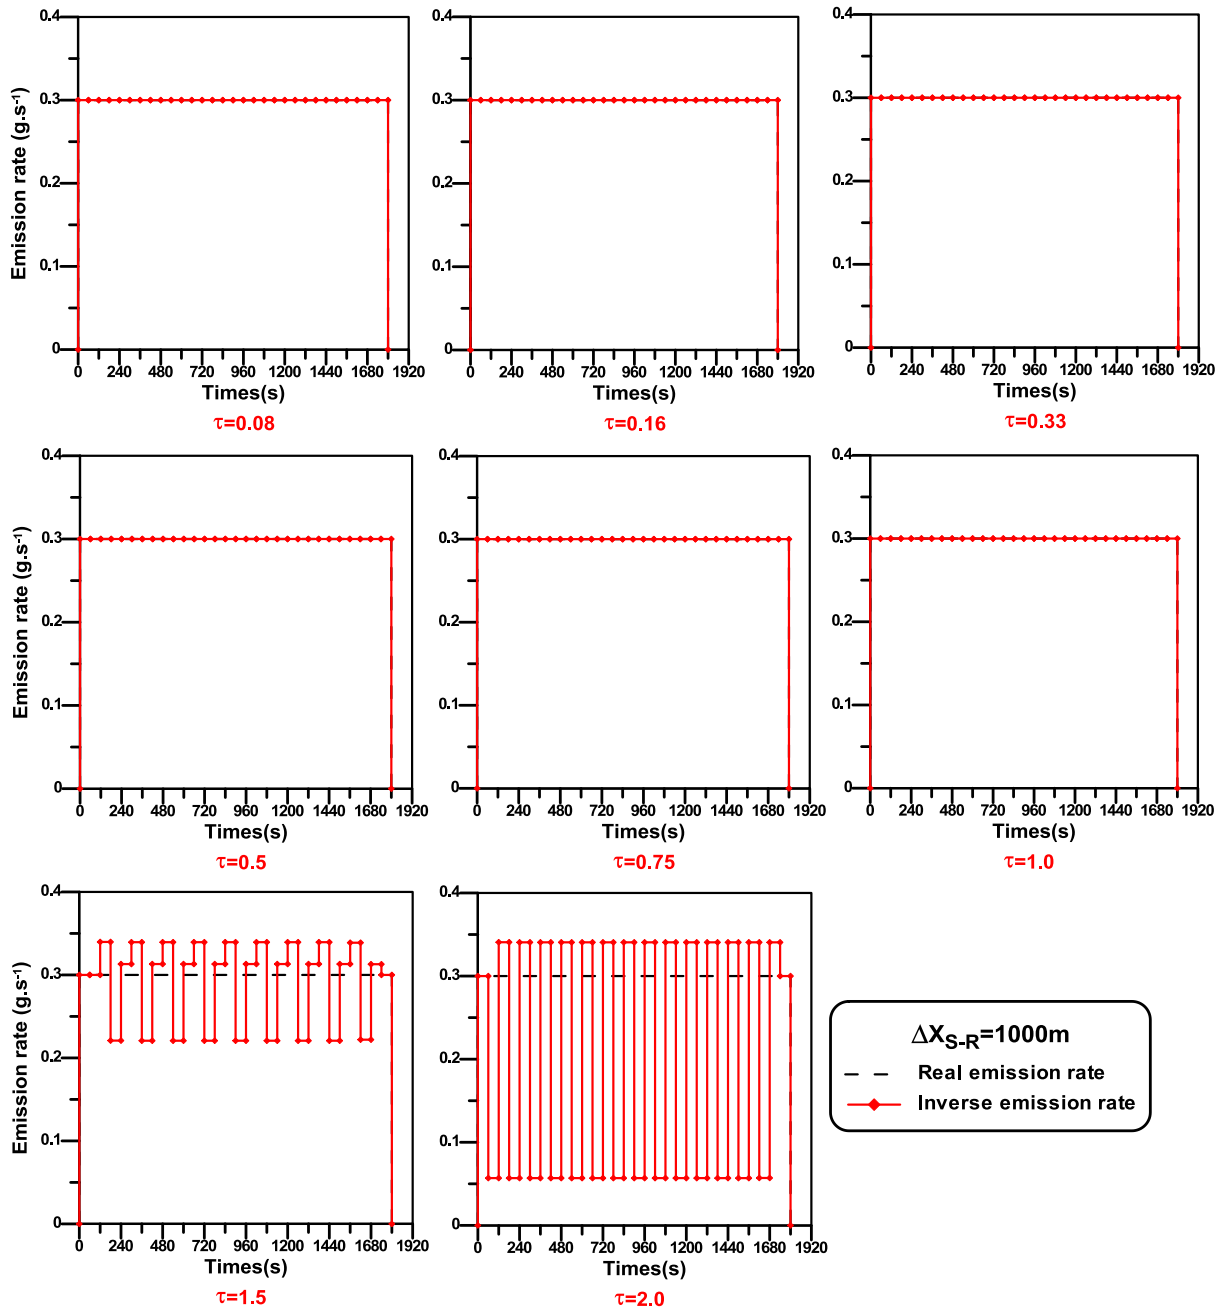 0.4 0.4 0.4
Emission rate (g.s⁻¹)
0.3 0.3 0.3
0.2 0.2 0.2
0.1 0.1 0.1
0 0 0
0 240 480 720 960 1200 1440 1680 1920 0 240 480 720 960 1200 1440 1680 1920 0 240 480 720 960 1200 1440 1680 1920
Times(s) Times(s) Times(s)
τ=0.08 τ=0.16 τ=0.33
0.4 0.4 0.4
Emission rate (g.s⁻¹)
0.3 0.3 0.3
0.2 0.2 0.2
0.1 0.1 0.1
0 0 0
0 240 480 720 960 1200 1440 1680 1920 0 240 480 720 960 1200 1440 1680 1920 0 240 480 720 960 1200 1440 1680 1920
Times(s) Times(s) Times(s)
τ=0.5 τ=0.75 τ=1.0
0.4 0.4
Emission rate (g.s⁻¹)
0.3 0.3
0.2 0.2
0.1 0.1
0 0
0 240 480 720 960 1200 1440 1680 1920 0 240 480 720 960 1200 1440 1680 1920
Times(s) Times(s)
τ=1.5 τ=2.0
ΔX_S-R=1000m
Real emission rate
Inverse emission rate